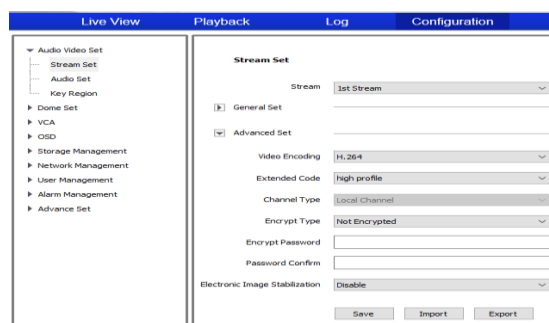 Live View Playback Log Configuration
Audio Video Set
Stream Set
Audio Set
Key Region
Dome Set
VCA
OSD
Storage Management
Network Management
User Management
Alarm Management
Advance Set
Stream Set
Stream 1st Stream
General Set
Advanced Set
Video Encoding H.264
Extended Code high profile
Channel Type Local Channel
Encrypt Type Not Encrypted
Encrypt Password
Password Confirm
Electronic Image Stabilization Disable
Save Import Export